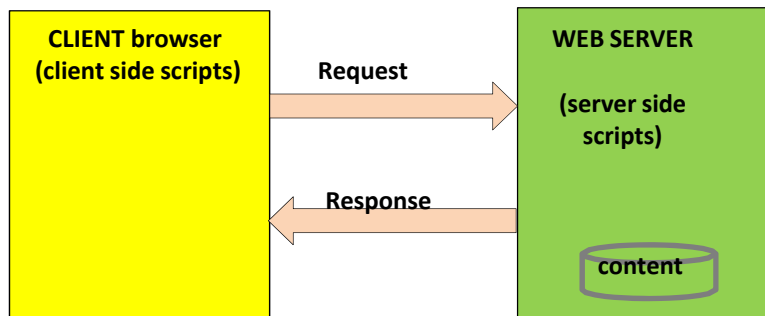 CLIENT browser
(client side scripts)
Request
Response
WEB SERVER
(server side
scripts)
content